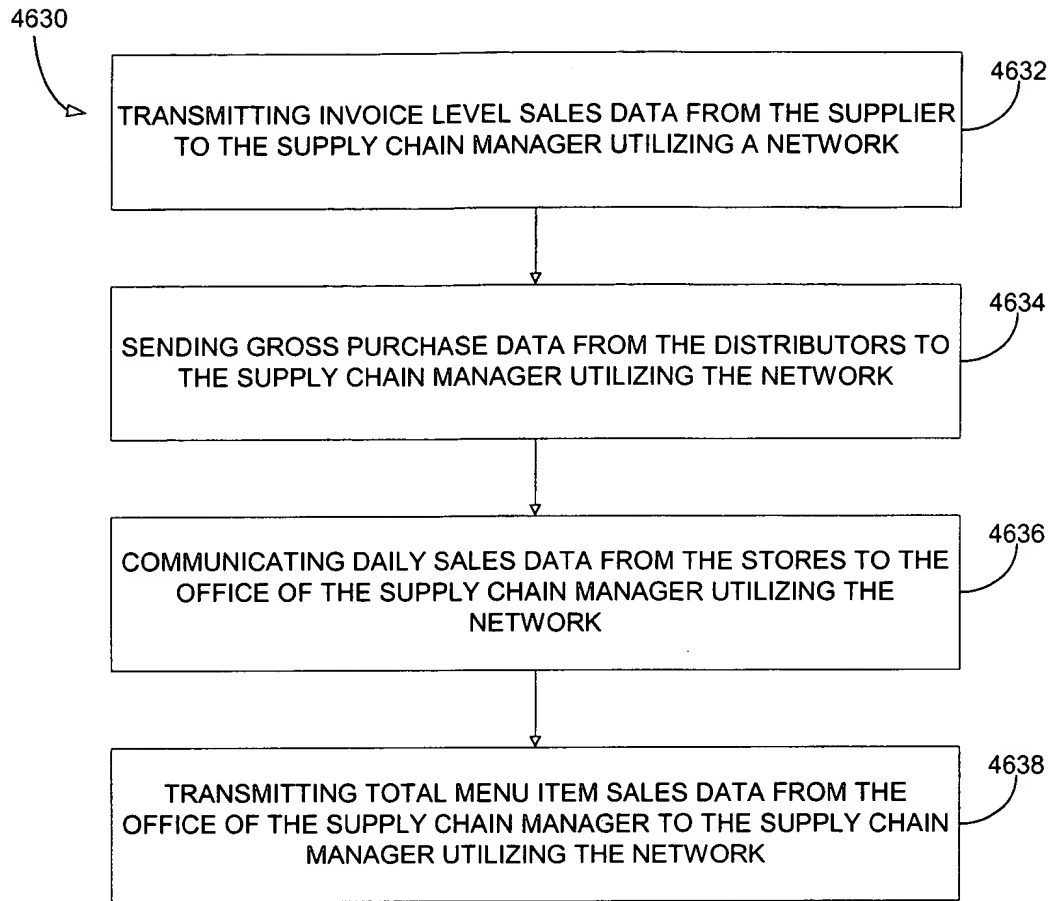 4630
4632
TRANSMITTING INVOICE LEVEL SALES DATA FROM THE SUPPLIER
TO THE SUPPLY CHAIN MANAGER UTILIZING A NETWORK
4634
SENDING GROSS PURCHASE DATA FROM THE DISTRIBUTORS TO
THE SUPPLY CHAIN MANAGER UTILIZING THE NETWORK
4636
COMMUNICATING DAILY SALES DATA FROM THE STORES TO THE
OFFICE OF THE SUPPLY CHAIN MANAGER UTILIZING THE
NETWORK
4638
TRANSMITTING TOTAL MENU ITEM SALES DATA FROM THE
OFFICE OF THE SUPPLY CHAIN MANAGER TO THE SUPPLY CHAIN
MANAGER UTILIZING THE NETWORK